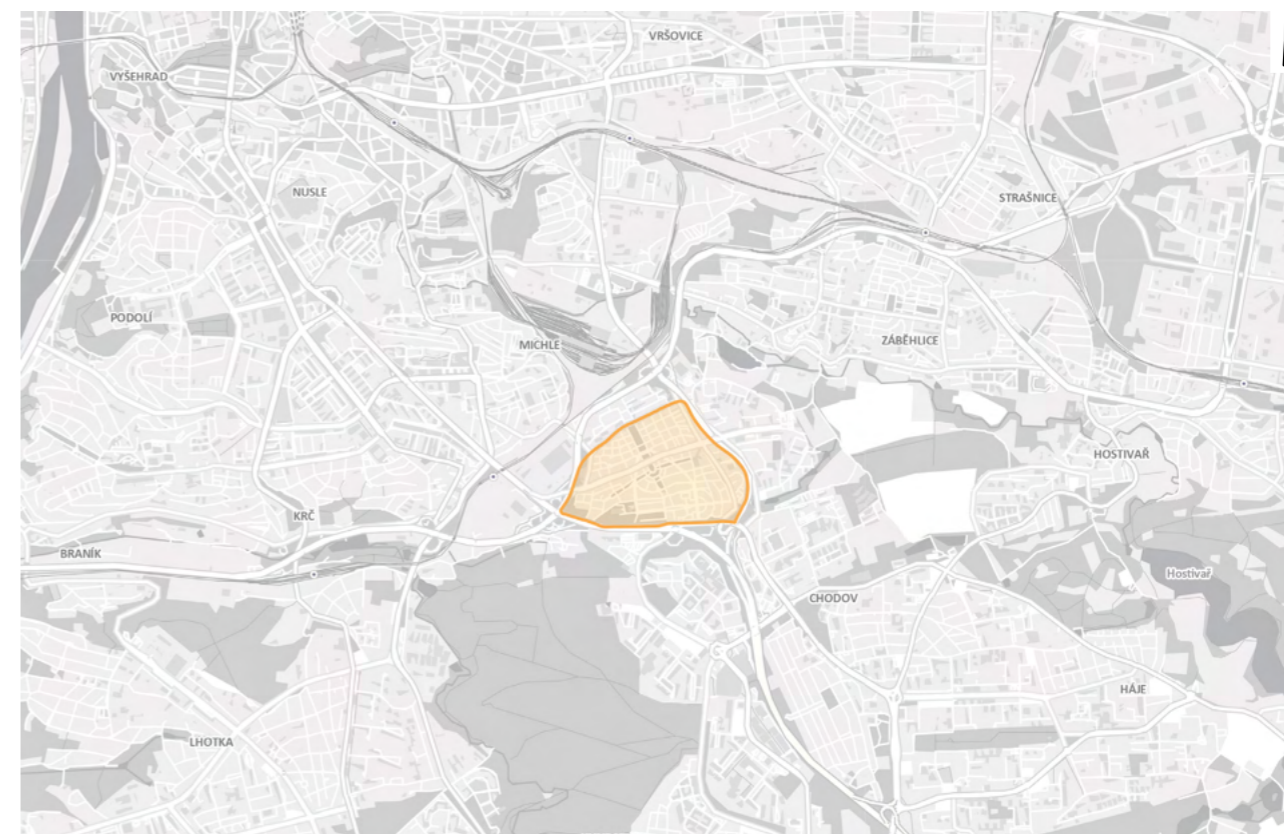 VRŠOVICE
VYŠEHRAD
NUSLE
STRAŠNICE
PODOLÍ
MICHLE
ZÁBĚHLICE
HOSTIVAŘ
KRČ
BRANÍK
Hostivař
CHODOV
HÁJE
LHOTKA